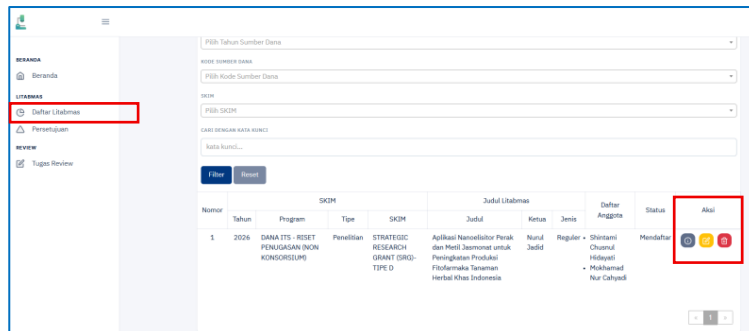 Pilih Tahun Sumber Dana
BERANDA
Beranda
LITABMAS
Daftar Litabmas
Persetujuan
REVIEW
Tugas Review
KODE SUMBER DANA
Pilih Kode Sumber Dana
SKIM
Pilih SKIM
CARI DENGAN KATA KUNCI
kata kunci...
Filter Reset
Nomor SKIM Judul Litabmas Daftar Anggota Status Aksi
Tahun Program Tipe SKIM Judul Ketua Jenis
1 2026 DANA ITS - RISET Penelitian STRATEGIC Aplikasi Nanoelisitor Perak Nurul Reguler • Shintami Mendaftar
PENUGASAN (NON RESEARCH dan Metil Jasmonat untuk Jadid Chusnul
KONSORSIUM) GRANT (SRG)- Peningkatan Produksi Hidayati
TIPE D Fitofarmaka Tanaman • Mokhamad
Herbal Khas Indonesia Nur Cahyadi
< 1 >